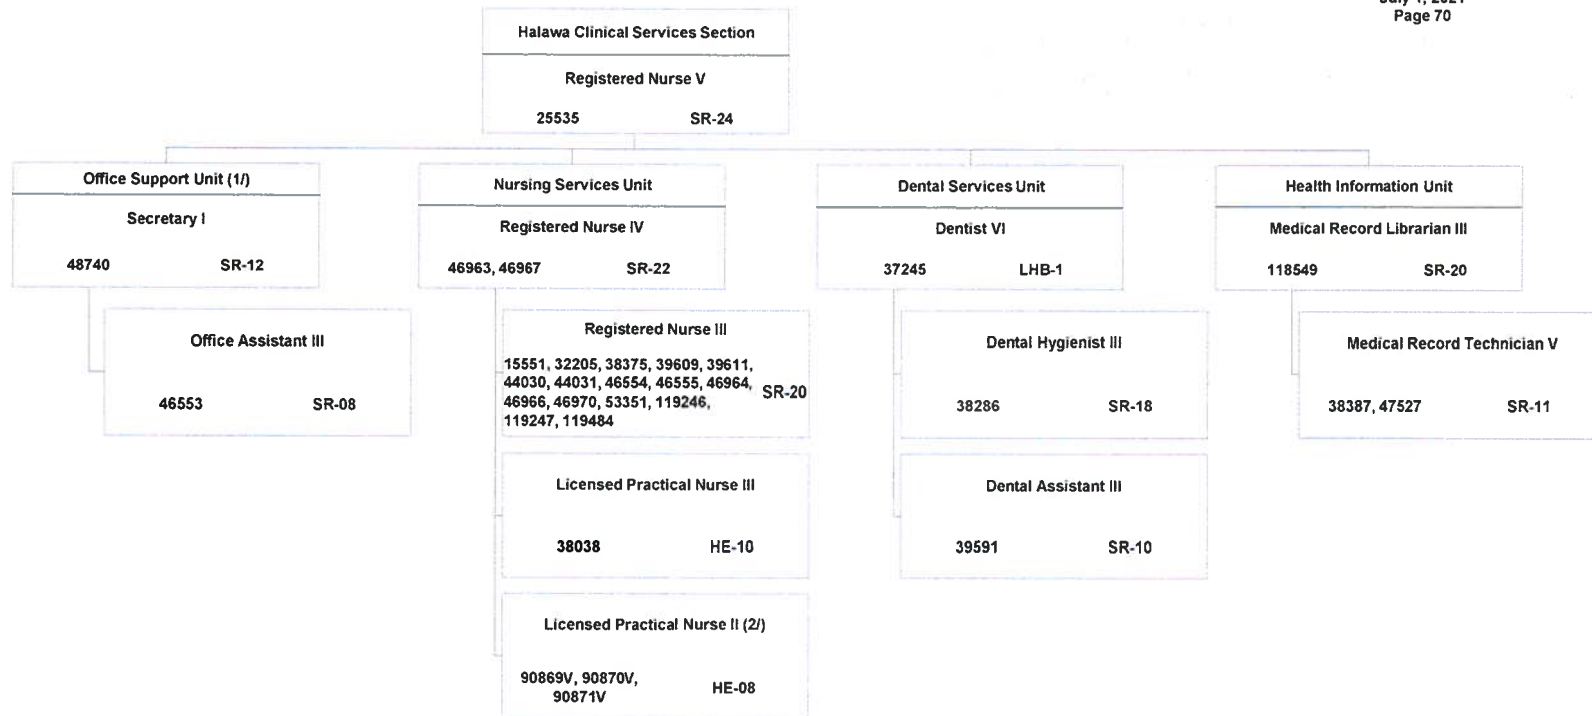 Page 70
Halawa Clinical Services Section
Registered Nurse V
25535 SR-24
Office Support Unit (1/)
Secretary I
48740 SR-12
Office Assistant III
46553 SR-08
Nursing Services Unit
Registered Nurse IV
46963, 46967 SR-22
Registered Nurse III
15551, 32205, 38375, 39609, 39611,
44030, 44031, 46554, 46555, 46964,
46966, 46970, 53351, 119246,
119247, 119484
SR-20
Licensed Practical Nurse III
38038 HE-10
Licensed Practical Nurse II (2/)
90869V, 90870V,
90871V
HE-08
Dental Services Unit
Dentist VI
37245 LHB-1
Dental Hygienist III
38286 SR-18
Dental Assistant III
39591 SR-10
Health Information Unit
Medical Record Librarian III
118549 SR-20
Medical Record Technician V
38387, 47527 SR-11